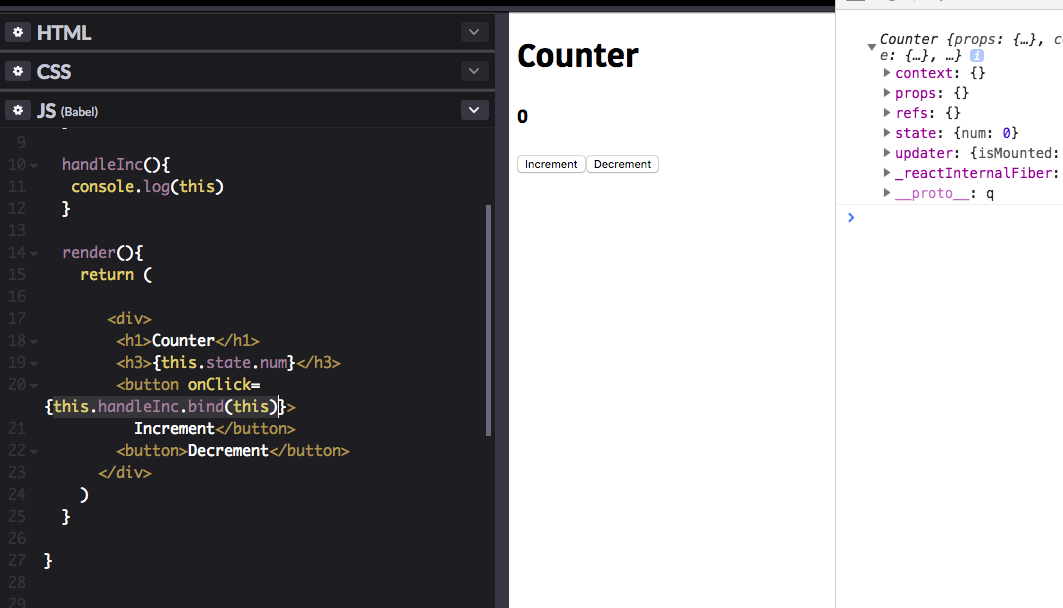 HTML
CSS
JS (Babel)
9
10 handleInc(){
11 console.log(this)
12 }
13
14 render(){
15 return (
16
17 <div>
18 <h1>Counter</h1>
19 <h3>{this.state.num}</h3>
20 <button onClick=
{this.handleInc.bind(this)}>
21 Increment</button>
22 <button>Decrement</button>
23 </div>
24 )
25 }
26
27 }
28
29
Counter
0
Increment Decrement
Counter {props: {…}, c
e: {…}, …} i
context: {}
props: {}
refs: {}
state: {num: 0}
updater: {isMounted:
_reactInternalFiber:
__proto__: q